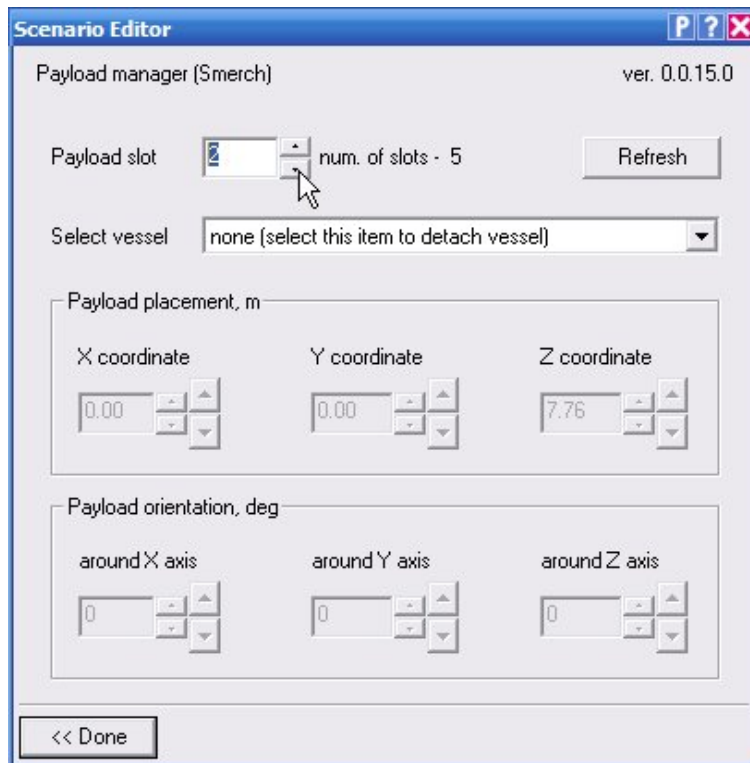 Scenario Editor P ?
Payload manager (Smerch) ver. 0.0.15.0
Payload slot 2 num. of slots - 5 Refresh
Select vessel none (select this item to detach vessel)
Payload placement, m
X coordinate Y coordinate Z coordinate
0.00 0.00 7.76
Payload orientation, deg
around X axis around Y axis around Z axis
0 0 0
<< Done